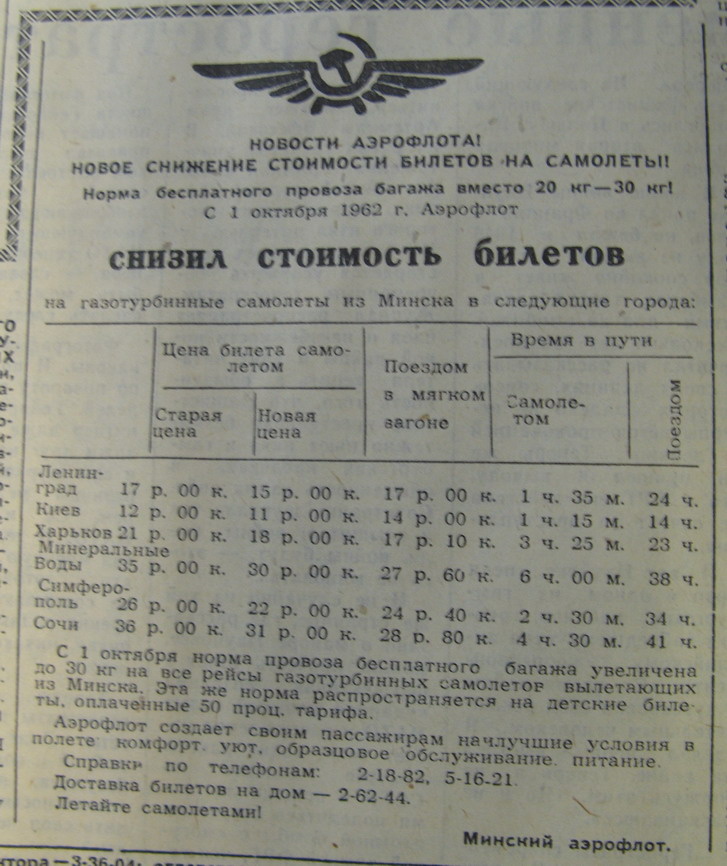 НОВОСТИ АЭРОФЛОТА!
НОВОЕ СНИЖЕНИЕ СТОИМОСТИ БИЛЕТОВ НА САМОЛЕТЫ!
Норма бесплатного провоза багажа вместо 20 кг—30 кг!
С 1 октября 1962 г. Аэрофлот
СНИЗИЛ СТОИМОСТЬ БИЛЕТОВ
на газотурбинные самолеты из Минска в следующие города:
Цена билета само-
летом
Старая
цена
Новая
цена
Поездом
в мягком
вагоне
Время в пути
Самоле-
том
Поездом
Ленин-
град 17 р. 00 к. 15 р. 00 к. 17 р. 00 к. 1 ч. 35 м. 24 ч.
Киев 12 р. 00 к. 11 р. 00 к. 14 р. 00 к. 1 ч. 15 м. 14 ч.
Харьков 21 р. 00 к. 18 р. 00 к. 17 р. 10 к. 3 ч. 25 м. 23 ч.
Минеральные
Воды 35 р. 00 к. 30 р. 00 к. 27 р. 60 к. 6 ч. 00 м. 38 ч.
Симферо-
поль 26 р. 00 к. 22 р. 00 к. 24 р. 40 к. 2 ч. 30 м. 34 ч.
Сочи 36 р. 00 к. 31 р. 00 к. 28 р. 80 к. 4 ч. 30 м. 41 ч.
С 1 октября норма провоза бесплатного багажа увеличена
до 30 кг на все рейсы газотурбинных самолетов вылетающих
из Минска. Эта же норма распространяется на детские биле-
ты, оплаченные 50 проц. тарифа.
Аэрофлот создает своим пассажирам наилучшие условия в
полете комфорт. уют, образцовое обслуживание. питание.
Справки по телефонам: 2-18-82, 5-16-21.
Доставка билетов на дом — 2-62-44.
Летайте самолетами!
Минский аэрофлот.